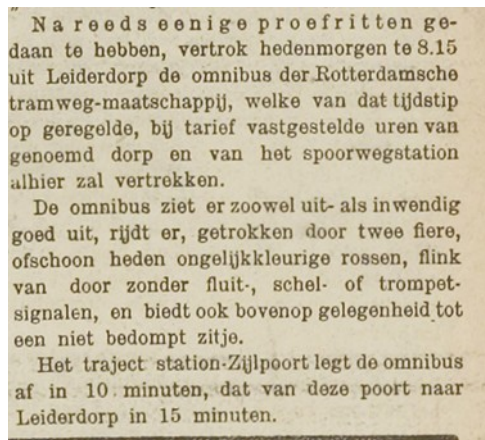 Na reeds eenige proefritten ge-
daan te hebben, vertrok hedenmorgen te 8.15
uit Leiderdorp de omnibus der Rotterdamsche
tramweg-maatschappij, welke van dat tijdstip
op geregelde, bij tarief vastgestelde uren van
genoemd dorp en van het spoorwegstation
alhier zal vertrekken.
De omnibus ziet er zoowel uit- als inwendig
goed uit, rijdt er, getrokken door twee fiere,
ofschoon heden ongelijkkleurige rossen, flink
van door zonder fluit-, schel- of trompet-
signalen, en biedt ook bovenop gelegenheid tot
een niet bedompt zitje.
Het traject station-Zijlpoort legt de omnibus
af in 10 minuten, dat van deze poort naar
Leiderdorp in 15 minuten.